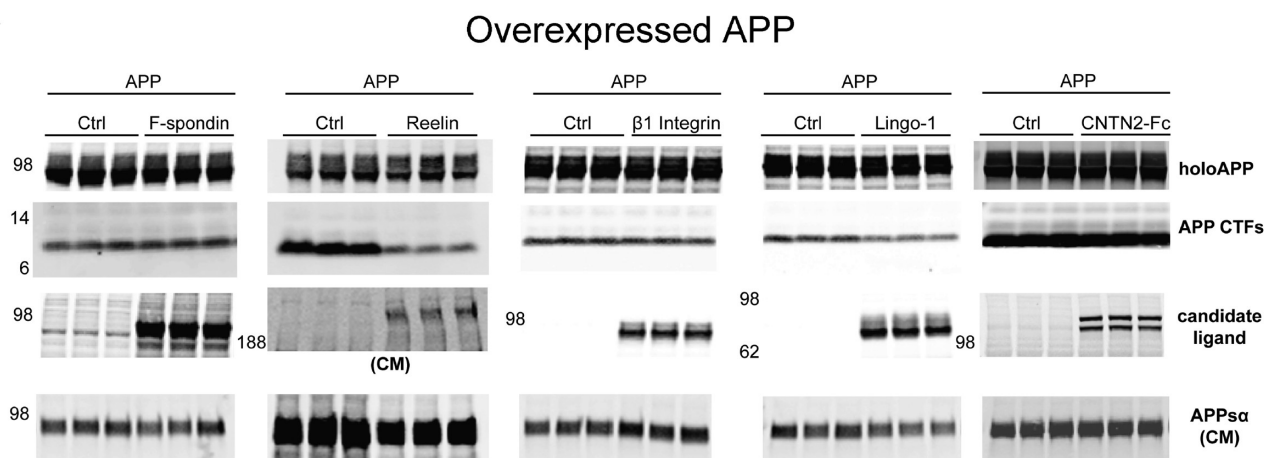 Overexpressed APP
APP APP APP APP APP
Ctrl F-spondin Ctrl Reelin Ctrl β1 Integrin Ctrl Lingo-1 Ctrl CNTN2-Fc
98 holoAPP
14 APP CTFs
6
98 188 98 98 62 98 candidate
ligand
(CM)
98 APPsα
(CM)